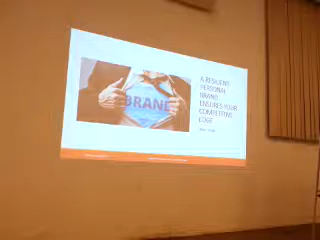 BRAND
A RESILIENT
PERSONAL
BRAND
ENSURES YOUR
COMPETITIVE
EDGE